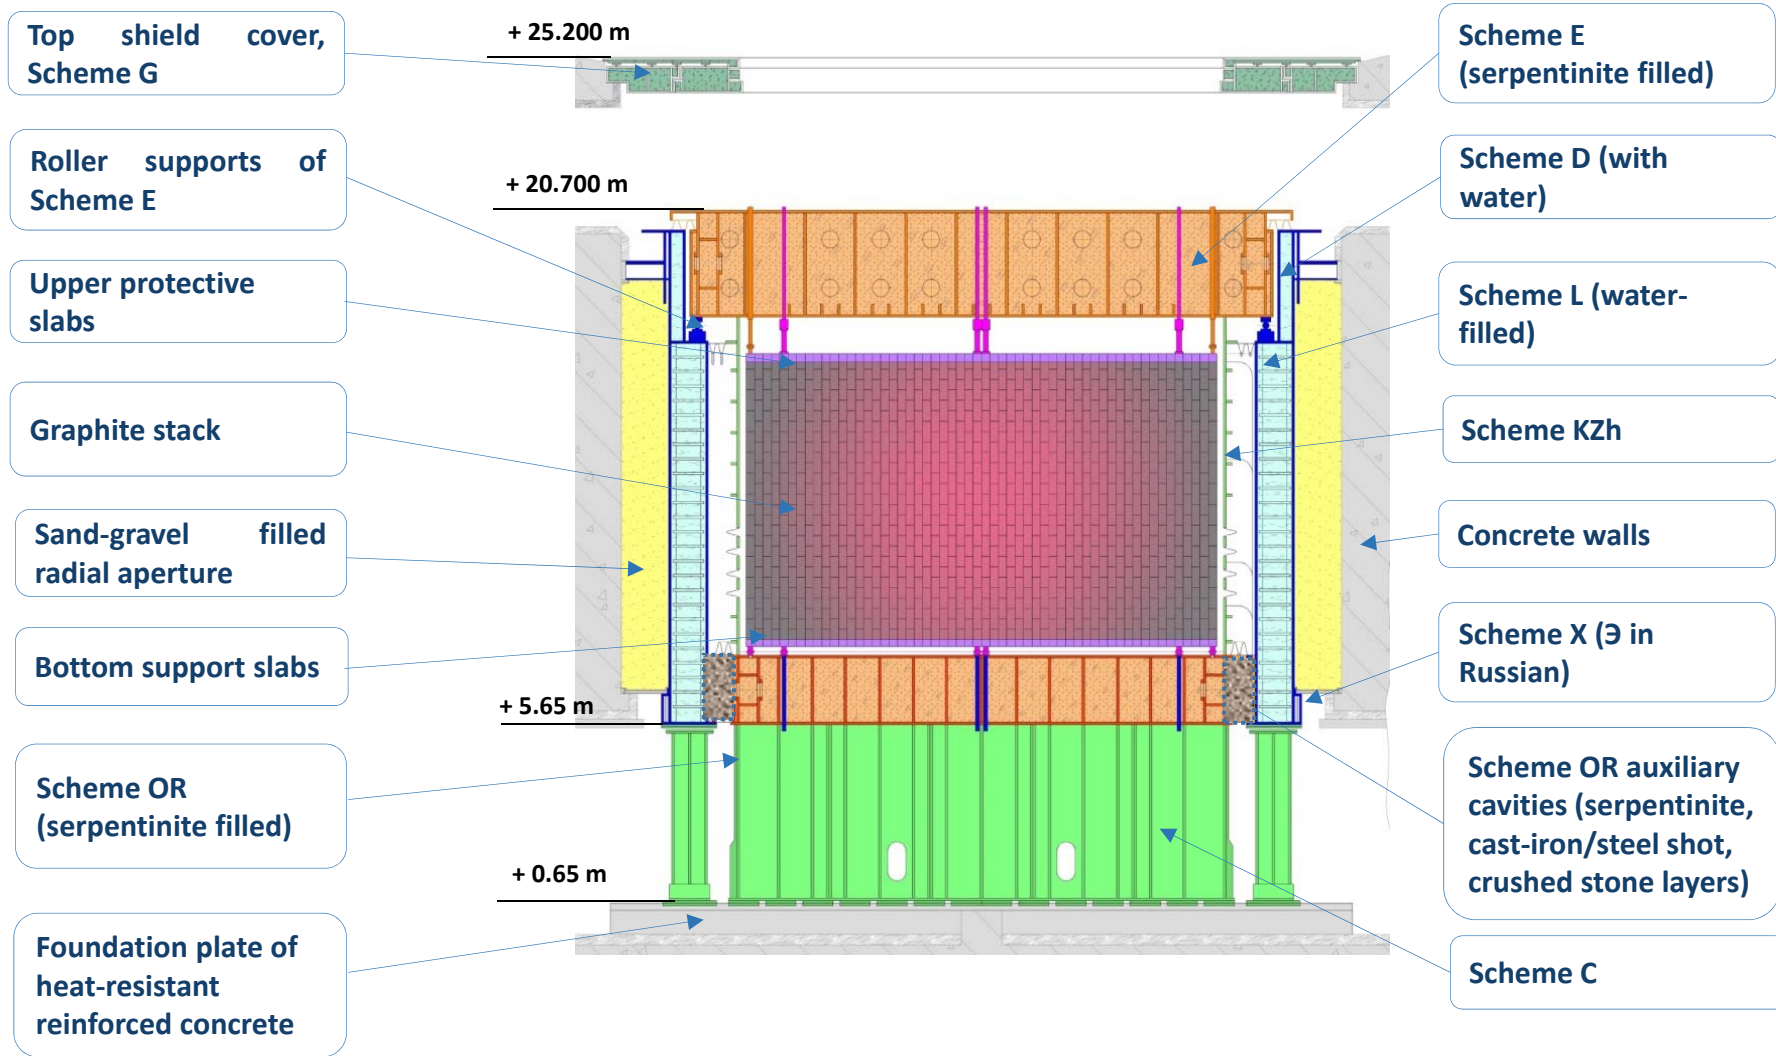 Top shield cover,
Scheme G
Roller supports of
Scheme E
Upper protective
slabs
Graphite stack
Sand-gravel filled
radial aperture
Bottom support slabs
Scheme OR
(serpentinite filled)
Foundation plate of
heat-resistant
reinforced concrete
+ 25.200 m
+ 20.700 m
+ 5.65 m
+ 0.65 m
Scheme E
(serpentinite filled)
Scheme D (with
water)
Scheme L (water-
filled)
Scheme KZh
Concrete walls
Scheme X (Э in
Russian)
Scheme OR auxiliary
cavities (serpentinite,
cast-iron/steel shot,
crushed stone layers)
Scheme C